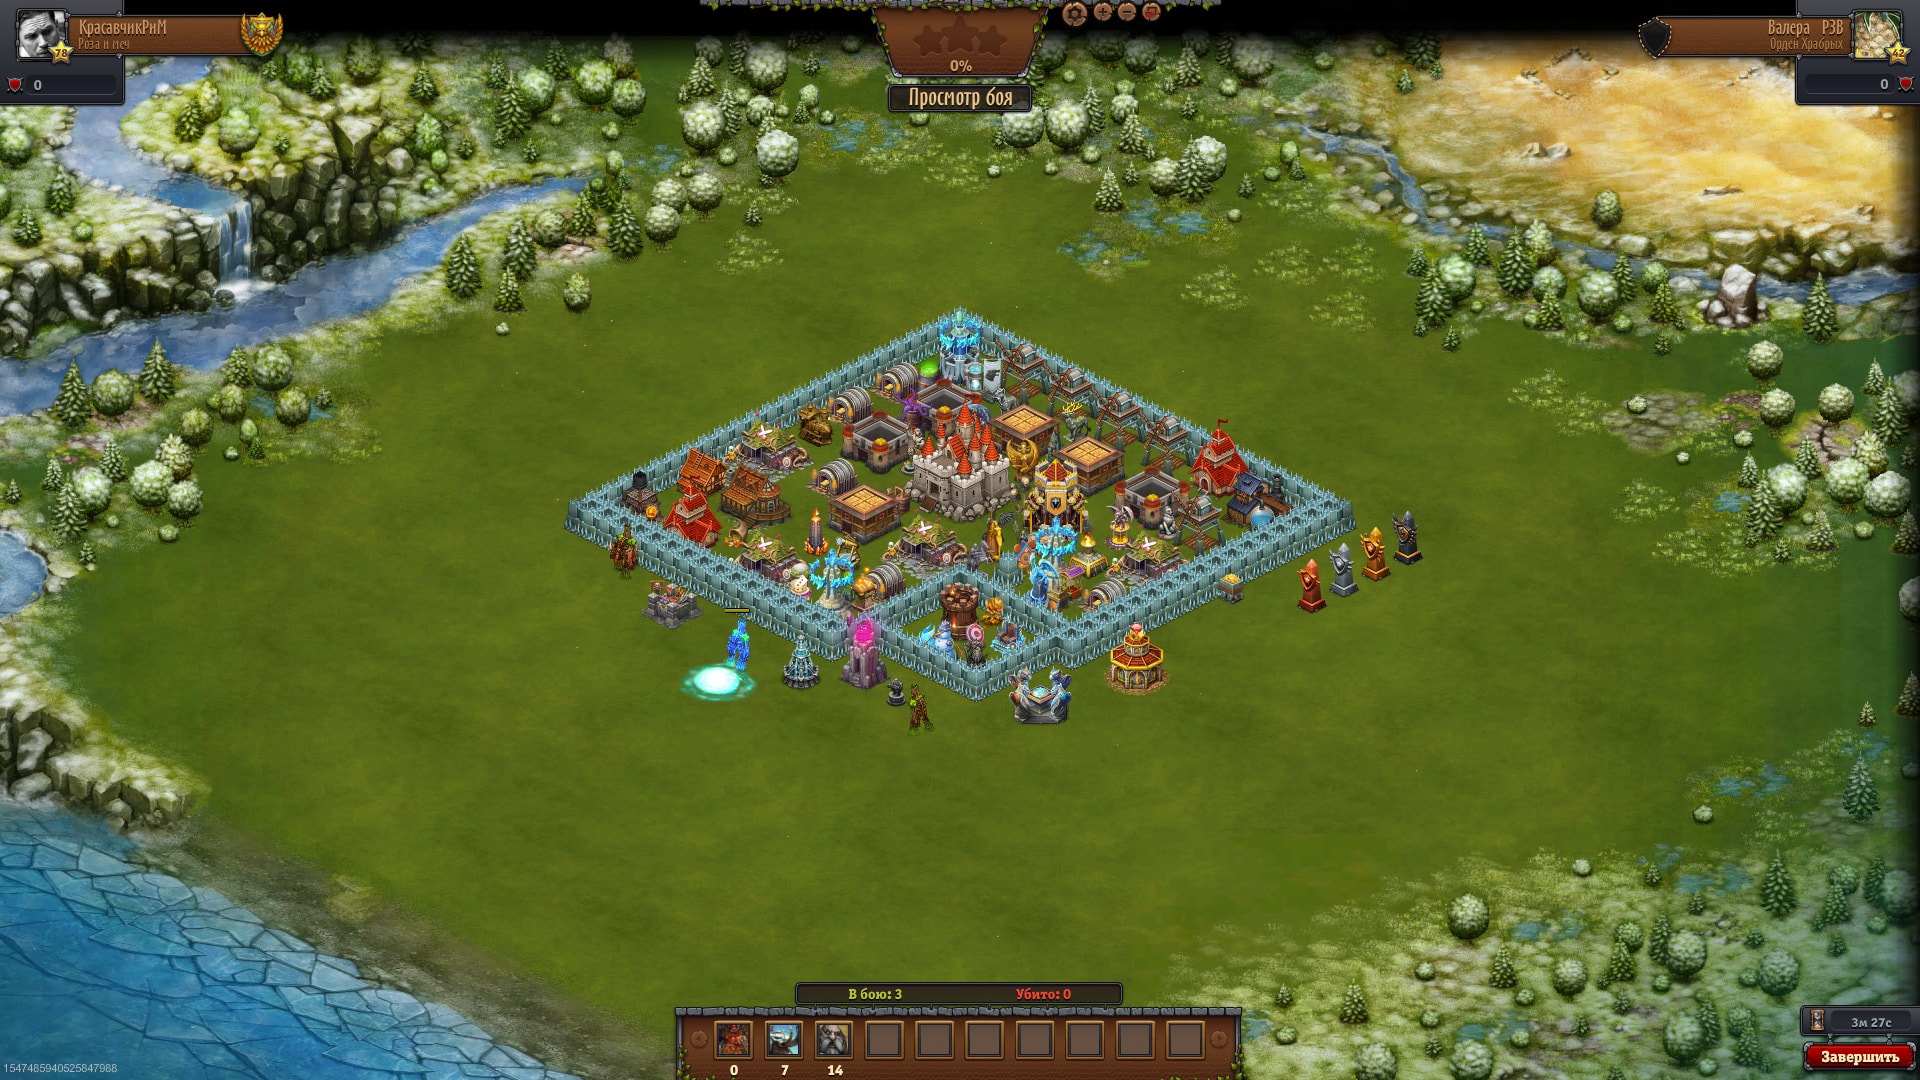 КрасавчикРиМ
Роза и меч
78
0
0%
Просмотр боя
Валера РЗВ
Орден Храбрых
42
0
В бою: 3
Убито: 0
0
7
14
3м 27с
Завершить
1547485940525847988